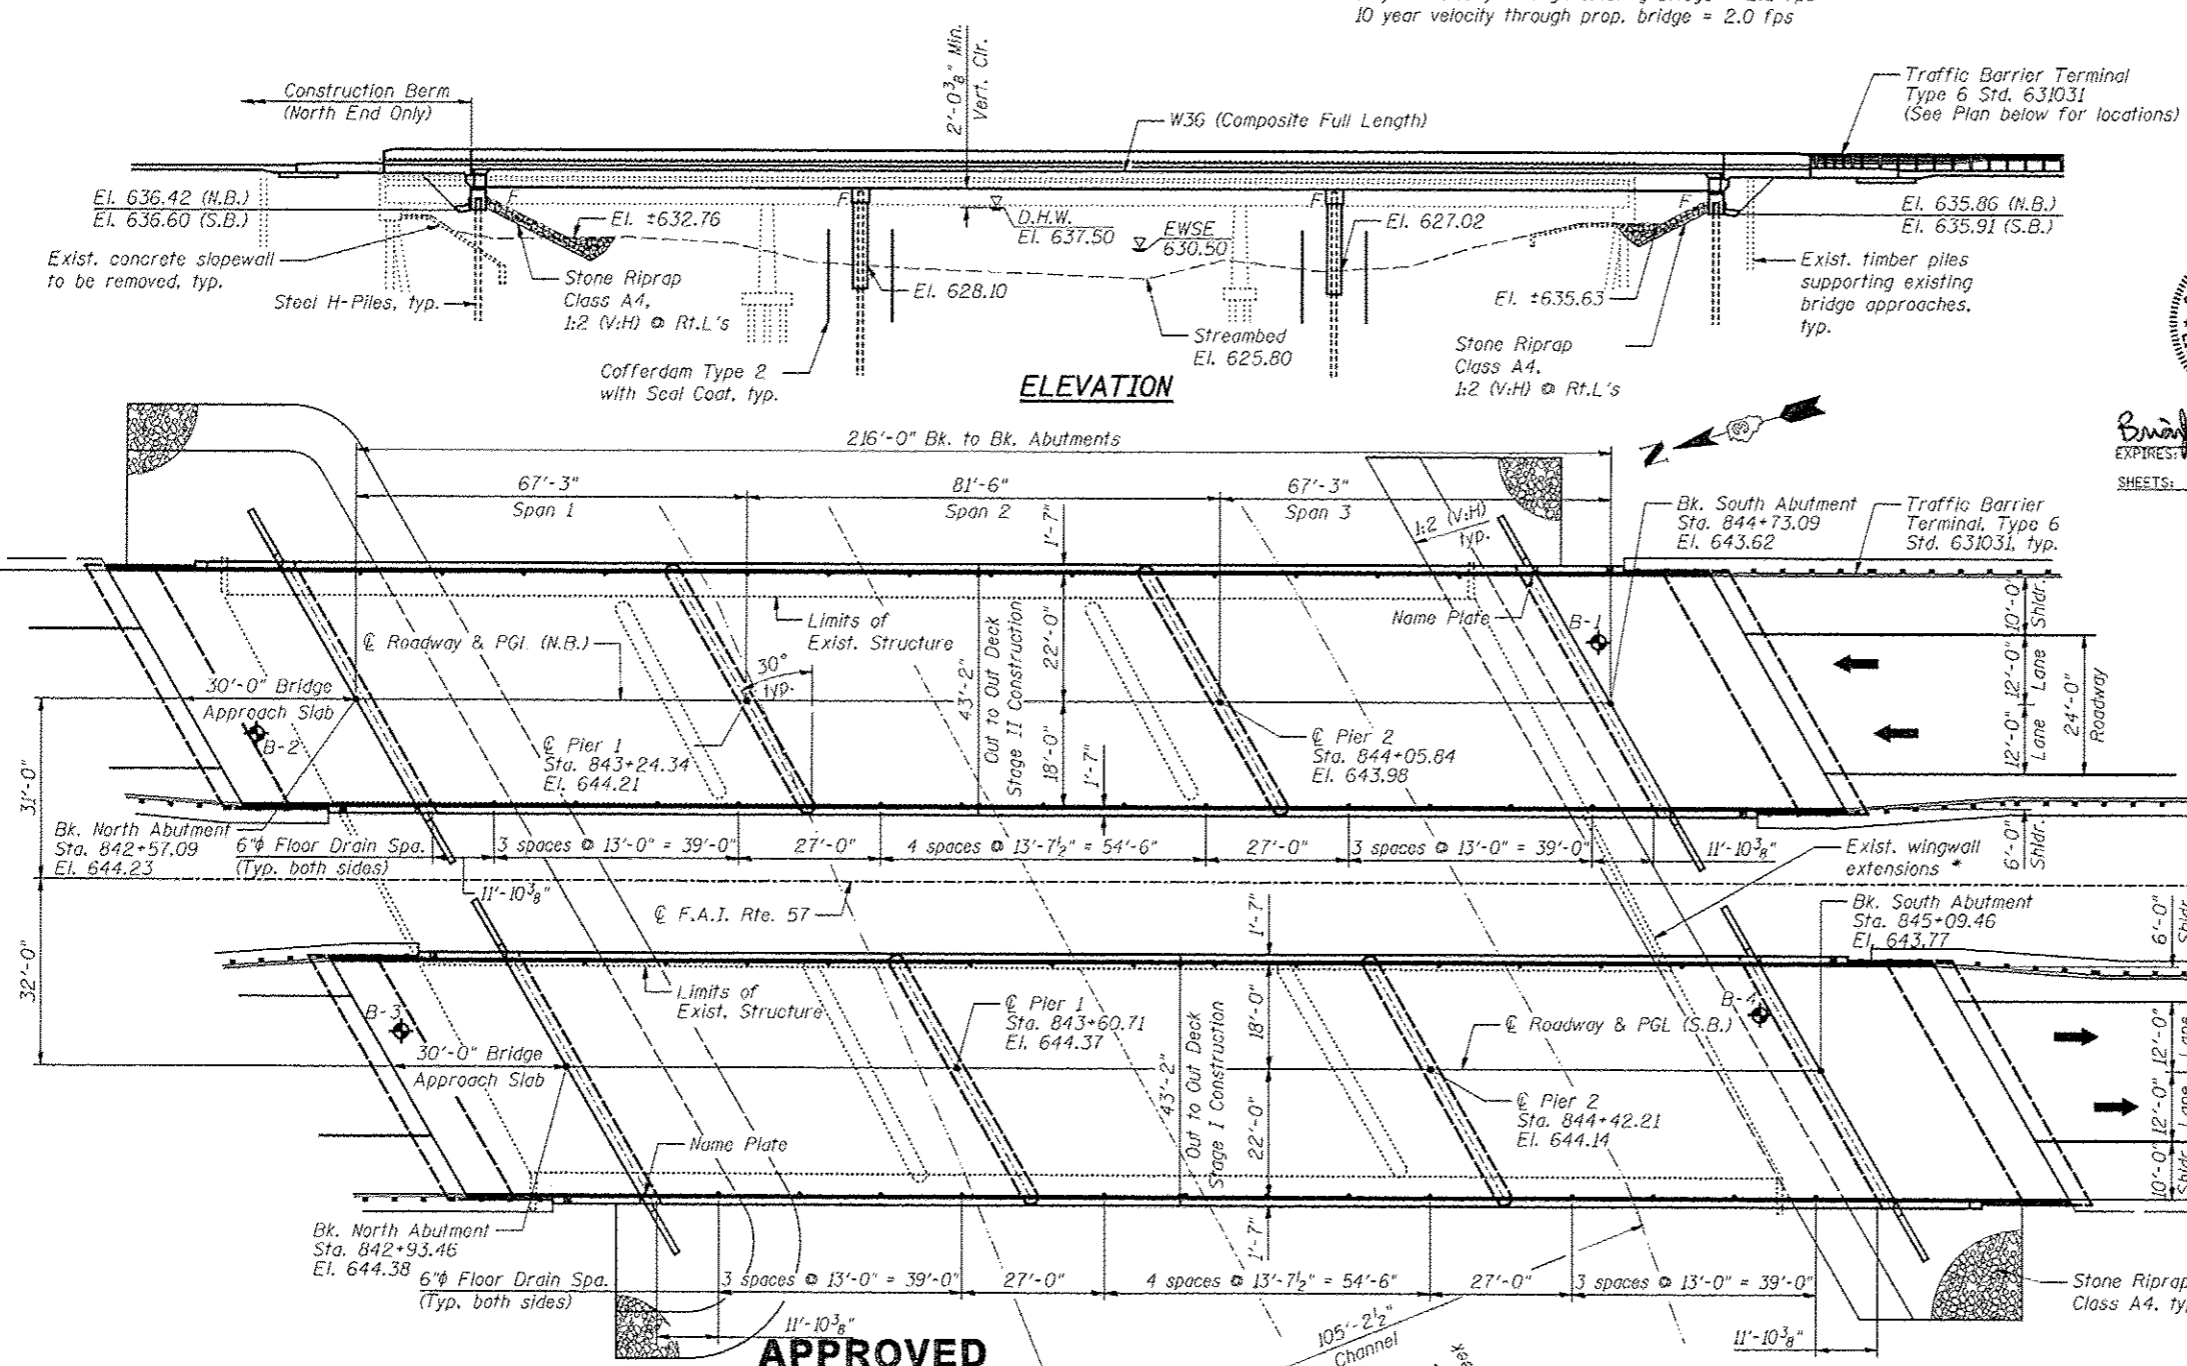 10 year velocity through prop. bridge = 2.0 fps
Construction Berm
(North End Only)
2'-0 3/8" Min.
Vert. Clr.
W36 (Composite Full Length)
Traffic Barrier Terminal
Type 6 Std. 631031
(See Plan below for locations)
El. 636.42 (N.B.)
El. 636.60 (S.B.)
F
F
F
F
El. ±632.76
D.H.W.
El. 637.50
EWSE
630.50
El. 627.02
El. 635.86 (N.B.)
El. 635.91 (S.B.)
Exist. concrete slopewall
to be removed, typ.
Steel H-Piles, typ.
Stone Riprap
Class A4,
1:2 (V:H) @ Rt.L's
El. 628.10
Streambed
El. 625.80
El. ±635.63
Exist. timber piles
supporting existing
bridge approaches,
typ.
Cofferdam Type 2
with Seal Coat, typ.
Stone Riprap
Class A4,
1:2 (V:H) @ Rt.L's
ELEVATION
EXPIRES:
SHEETS:
216'-0" Bk. to Bk. Abutments
N
67'-3"
Span 1
81'-6"
Span 2
67'-3"
Span 3
1'-7"
1:2 (V:H)
typ.
Bk. South Abutment
Sta. 844+73.09
El. 643.62
Traffic Barrier
Terminal, Type 6
Std. 631031, typ.
Limits of
Exist. Structure
Name Plate
B-1
℄ Roadway & PGL (N.B.)
30°
typ.
43'-2"
Out to Out Deck
Stage II Construction
22'-0"
18'-0"
1'-7"
30'-0" Bridge
Approach Slab
B-2
℄ Pier 1
Sta. 843+24.34
El. 644.21
℄ Pier 2
Sta. 844+05.84
El. 643.98
10'-0"
Shldr.
12'-0"
Lane
12'-0"
Lane
24'-0"
Roadway
6'-0"
Shldr.
31'-0"
32'-0"
Bk. North Abutment
Sta. 842+57.09
El. 644.23
6"ϕ Floor Drain Spa.
(Typ. both sides)
3 spaces @ 13'-0" = 39'-0"
27'-0"
4 spaces @ 13'-7½" = 54'-6"
27'-0"
3 spaces @ 13'-0" = 39'-0"
11'-10 3/8"
11'-10 3/8"
Exist. wingwall
extensions *
℄ F.A.I. Rte. 57
1'-7"
Bk. South Abutment
Sta. 845+09.46
El. 643.77
6'-0"
Shldr.
Limits of
Exist. Structure
B-3
℄ Pier 1
Sta. 843+60.71
El. 644.37
43'-2"
Out to Out Deck
Stage I Construction
18'-0"
22'-0"
1'-7"
B-4
℄ Roadway & PGL (S.B.)
30'-0" Bridge
Approach Slab
℄ Pier 2
Sta. 844+42.21
El. 644.14
12'-0"
Lane
12'-0"
Lane
10'-0"
Shldr.
Name Plate
Bk. North Abutment
Sta. 842+93.46
El. 644.38
6"ϕ Floor Drain Spa.
(Typ. both sides)
3 spaces @ 13'-0" = 39'-0"
27'-0"
4 spaces @ 13'-7½" = 54'-6"
27'-0"
3 spaces @ 13'-0" = 39'-0"
11'-10 3/8"
11'-10 3/8"
105'-2½"
Channel
Stone Riprap
Class A4, ty
APPROVED